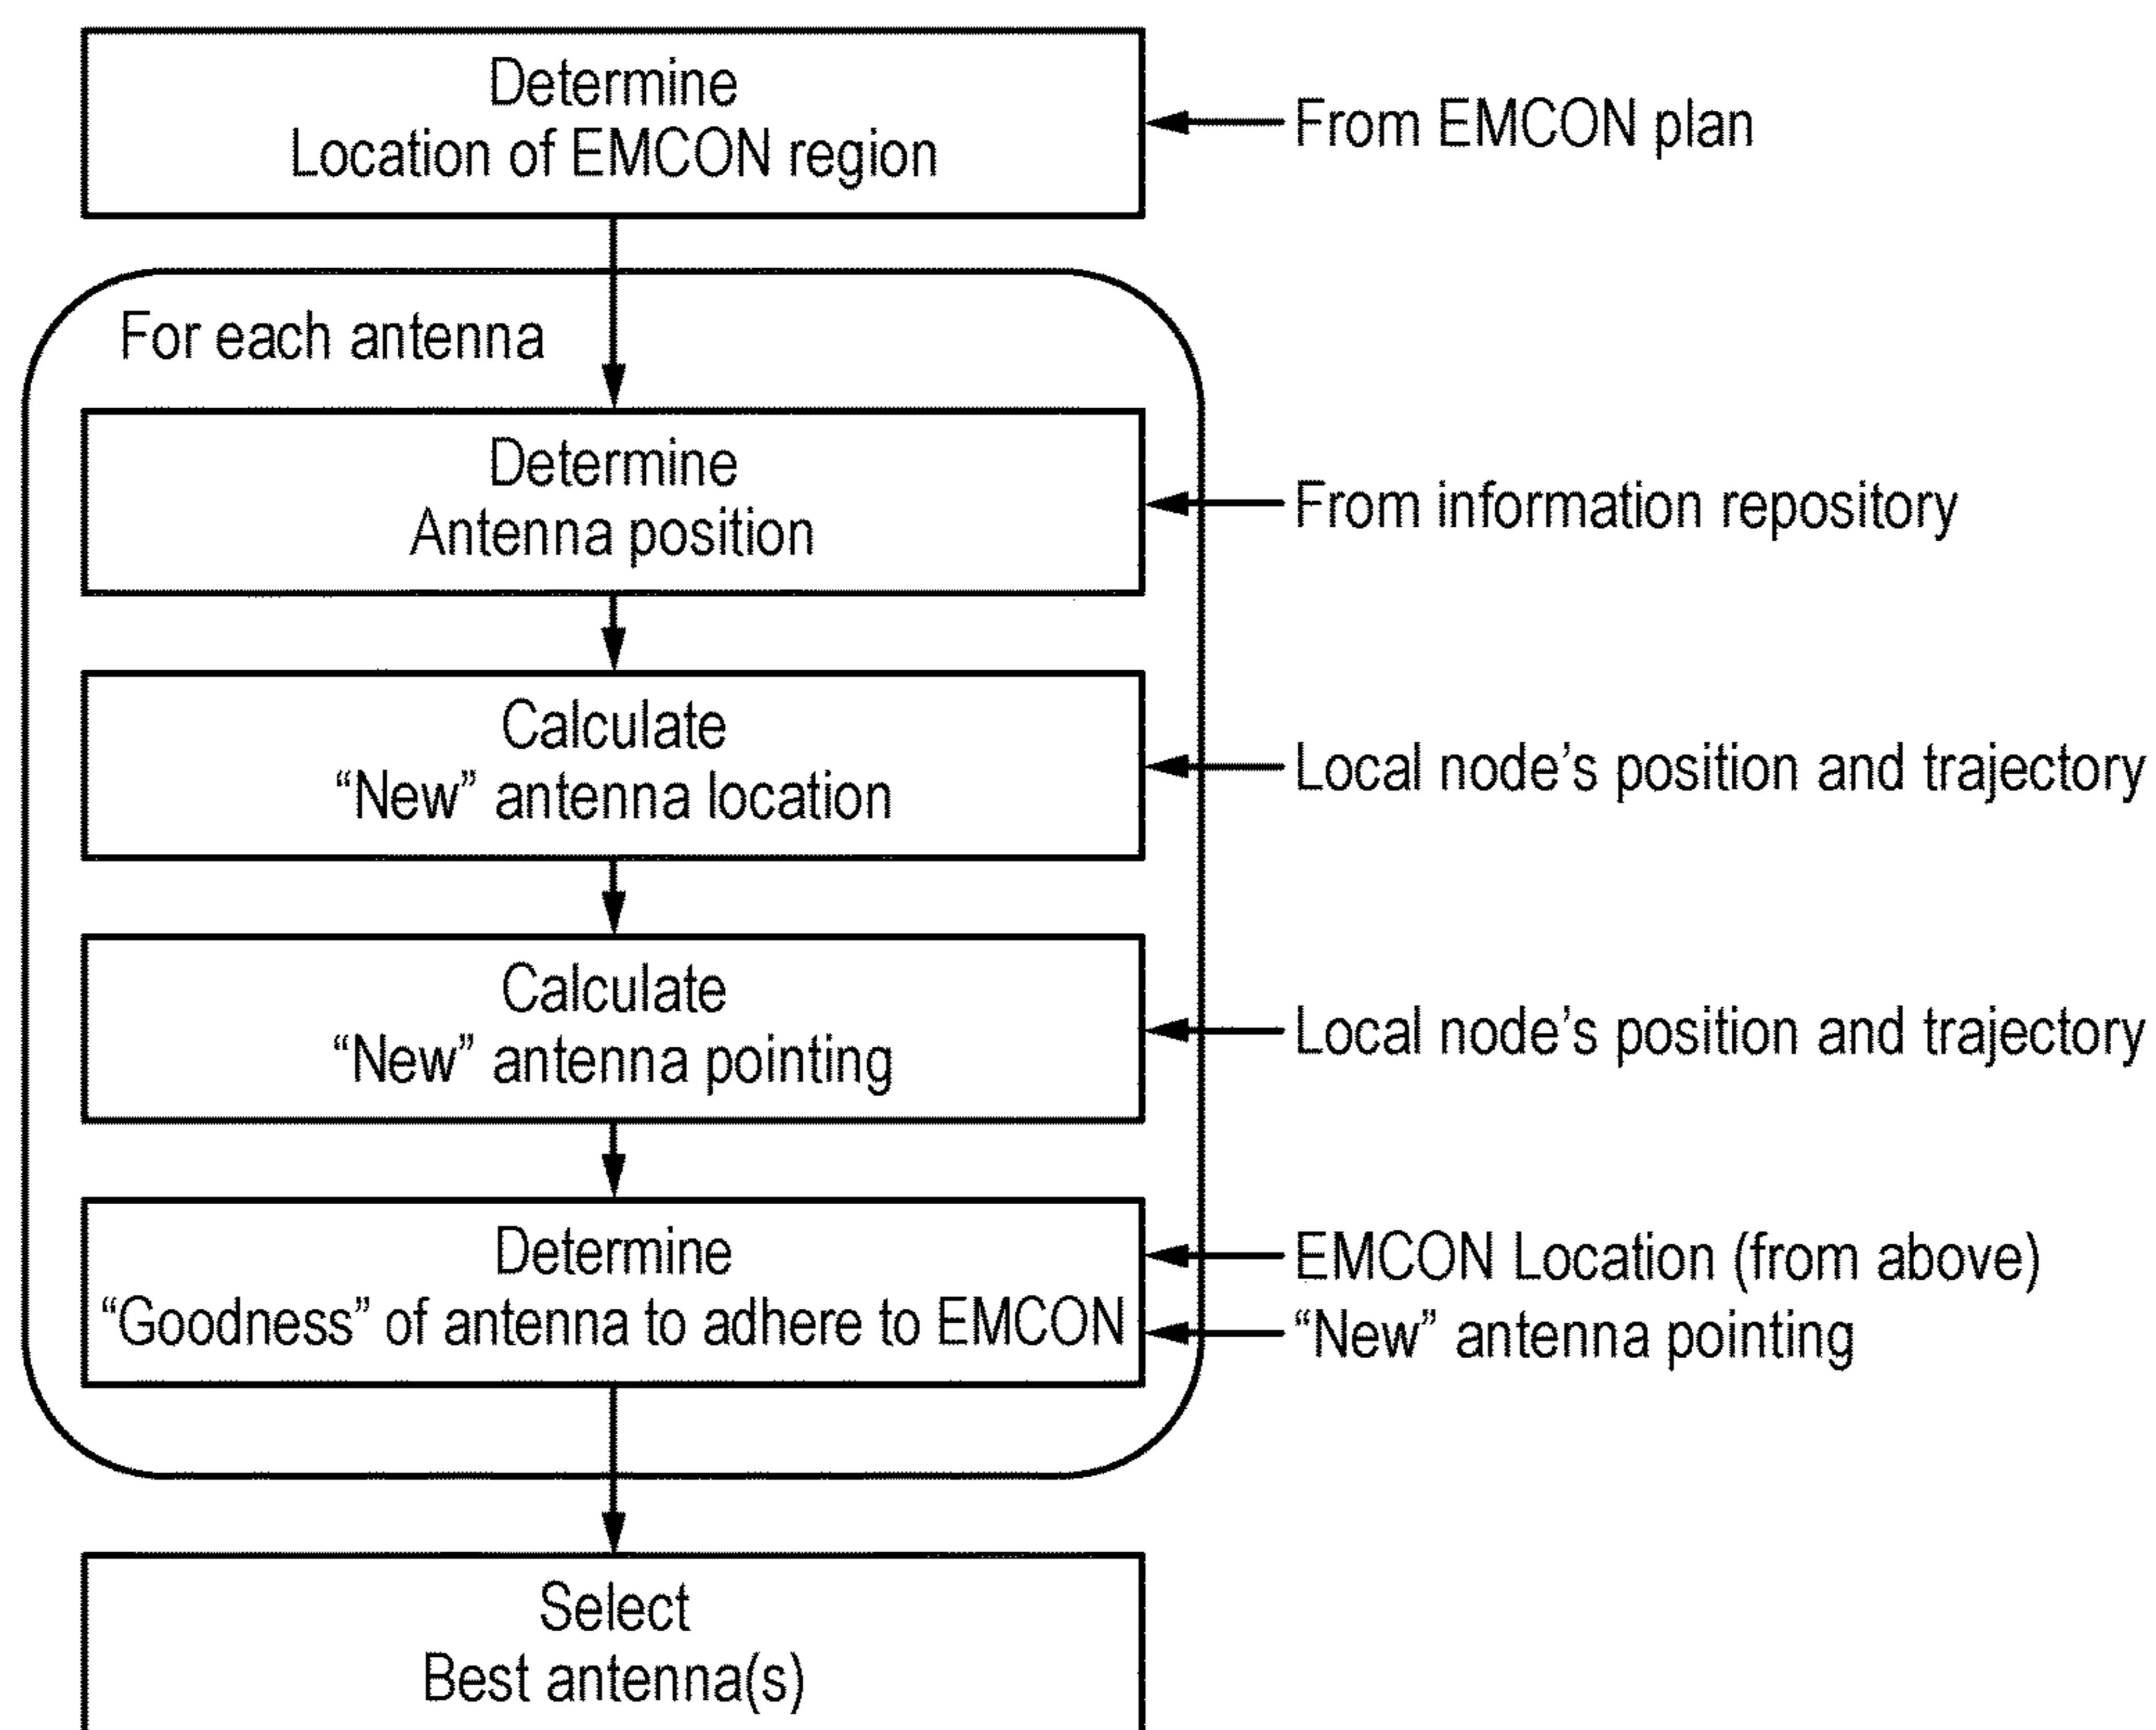 Determine
Location of EMCON region
From EMCON plan
For each antenna
Determine
Antenna position
From information repository
Calculate
“New” antenna location
Local node’s position and trajectory
Calculate
“New” antenna pointing
Local node’s position and trajectory
Determine
“Goodness” of antenna to adhere to EMCON
EMCON Location (from above)
“New” antenna pointing
Select
Best antenna(s)